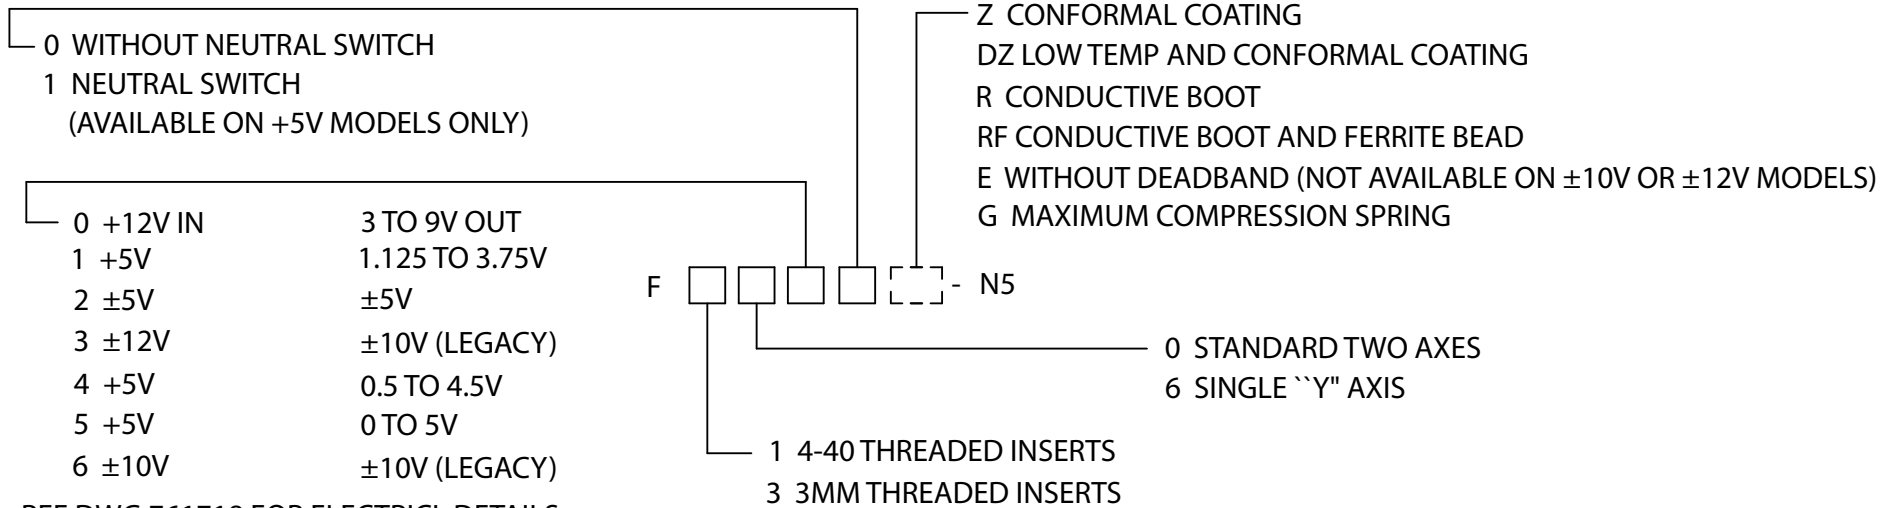 0 WITHOUT NEUTRAL SWITCH
1 NEUTRAL SWITCH
(AVAILABLE ON +5V MODELS ONLY)
Z CONFORMAL COATING
DZ LOW TEMP AND CONFORMAL COATING
R CONDUCTIVE BOOT
RF CONDUCTIVE BOOT AND FERRITE BEAD
E WITHOUT DEADBAND (NOT AVAILABLE ON ±10V OR ±12V MODELS)
G MAXIMUM COMPRESSION SPRING
0 +12V IN 3 TO 9V OUT
1 +5V 1.125 TO 3.75V
2 ±5V ±5V
3 ±12V ±10V (LEGACY)
4 +5V 0.5 TO 4.5V
5 +5V 0 TO 5V
6 ±10V ±10V (LEGACY)
F - N5
0 STANDARD TWO AXES
6 SINGLE ``Y" AXIS
1 4-40 THREADED INSERTS
3 3MM THREADED INSERTS